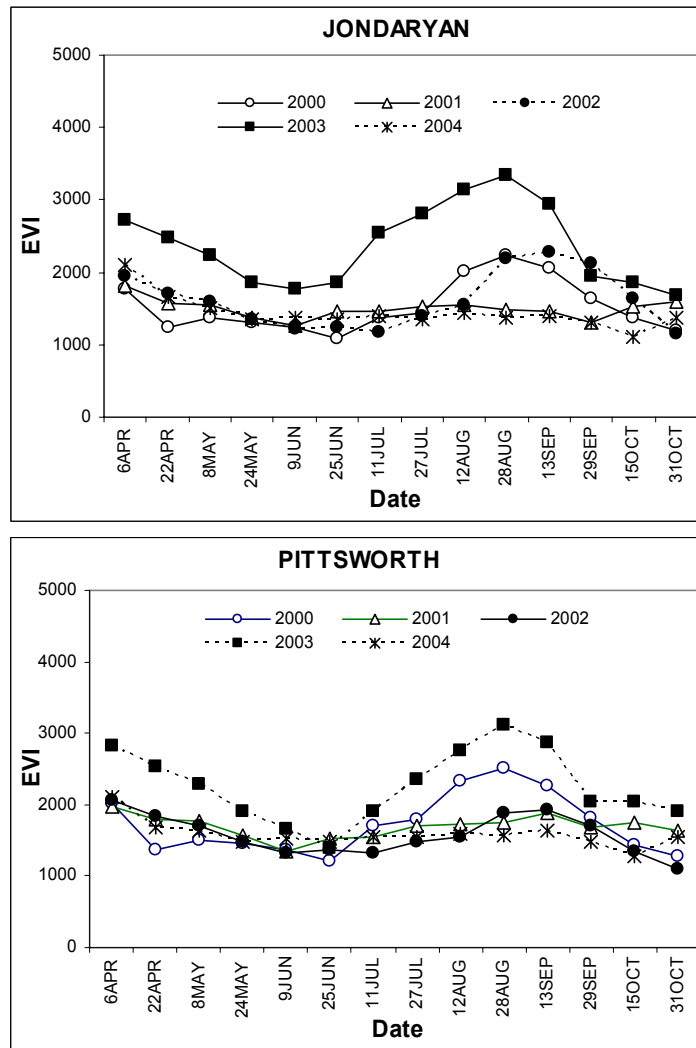 JONDARYAN
5000
4000
3000
2000
1000
0
EVI
2000 2001 2002
2003 2004
6APR 22APR 8MAY 24MAY 9JUN 25JUN 11JUL 27JUL 12AUG 28AUG 13SEP 29SEP 15OCT 31OCT
Date
PITTSWORTH
5000
4000
3000
2000
1000
0
EVI
2000 2001 2002
2003 2004
6APR 22APR 8MAY 24MAY 9JUN 25JUN 11JUL 27JUL 12AUG 28AUG 13SEP 29SEP 15OCT 31OCT
Date